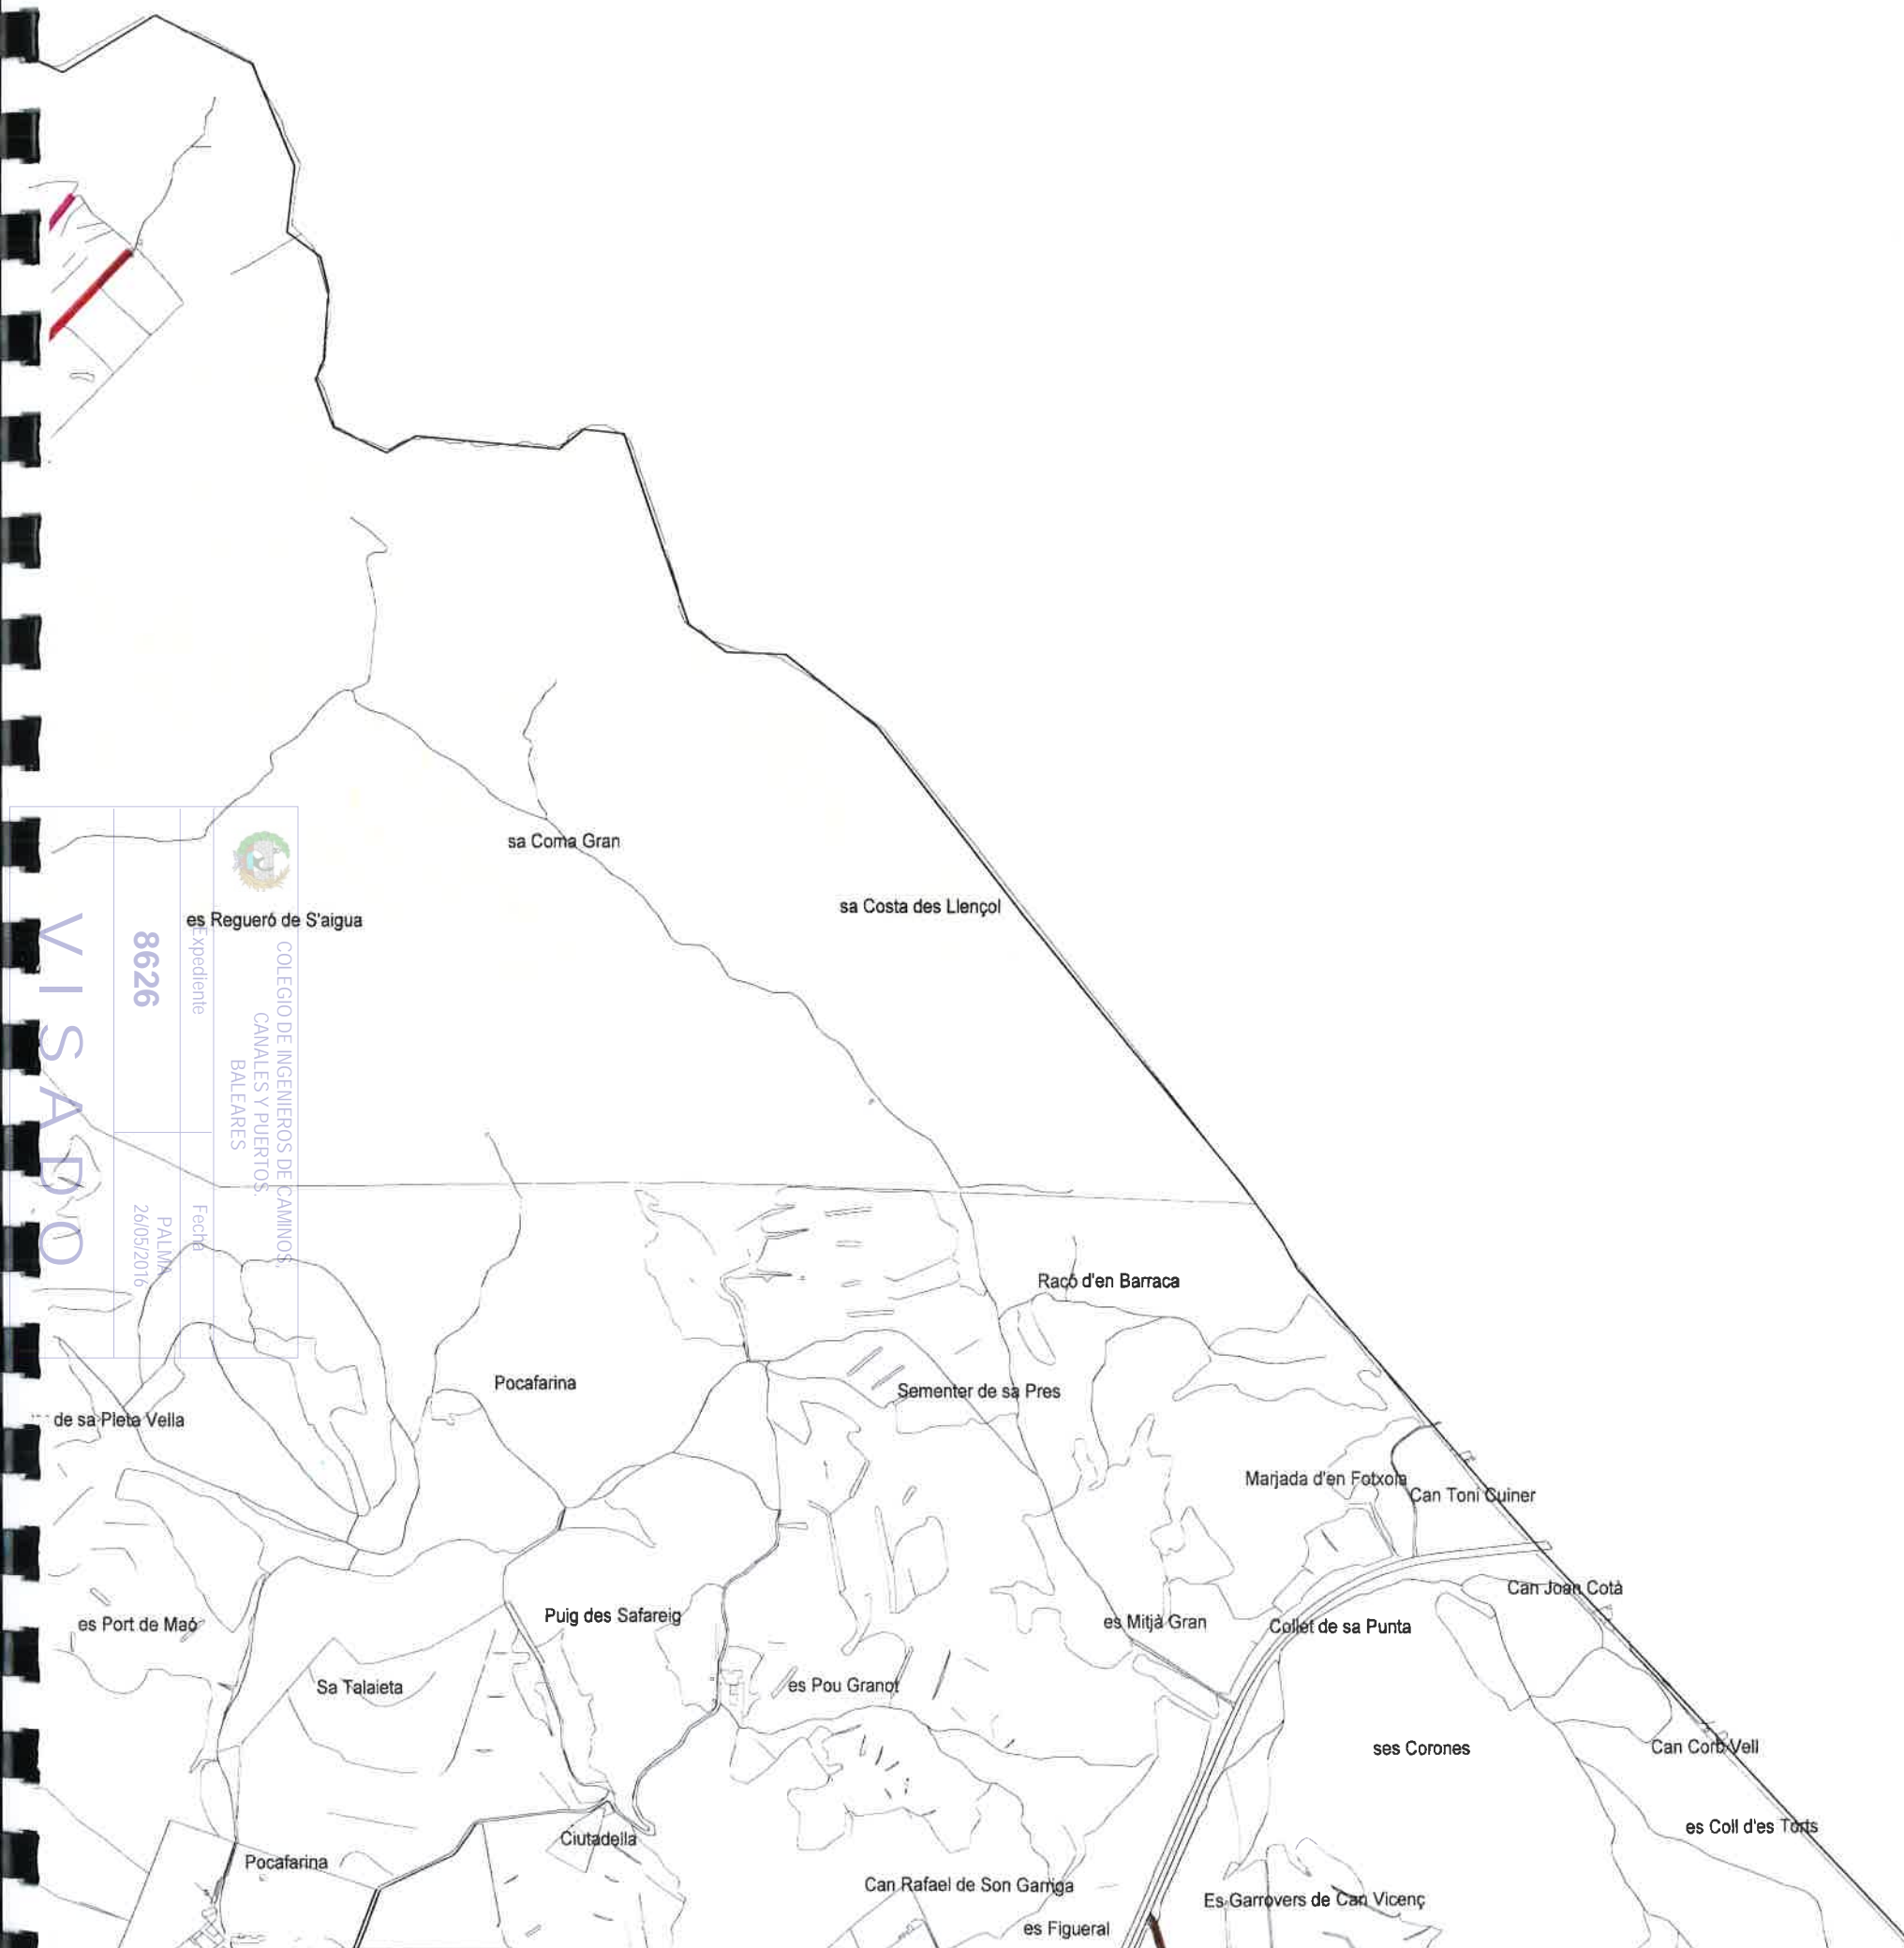 sa Coma Gran
sa Costa des Llençol
es Regueró de S'aigua
COLEGIO DE INGENIEROS DE CAMINOS,
CANALES Y PUERTOS.
BALEARES
Expediente
Fecha
8626
PALMA
26/05/2016
VISADO
Racó d'en Barraca
Pocafarina
Sementer de sa Pres
de sa Pleta Vella
Marjada d'en Fotxola
Can Toni Cuiner
Can Joan Cotà
Puig des Safareig
es Port de Maó
es Mitjà Gran
Collet de sa Punta
Sa Talaieta
es Pou Granot
ses Corones
Can Corb Vell
es Coll d'es Torts
Ciutadella
Pocafarina
Can Rafael de Son Garriga
Es Garrovers de Can Vicenç
es Figueral